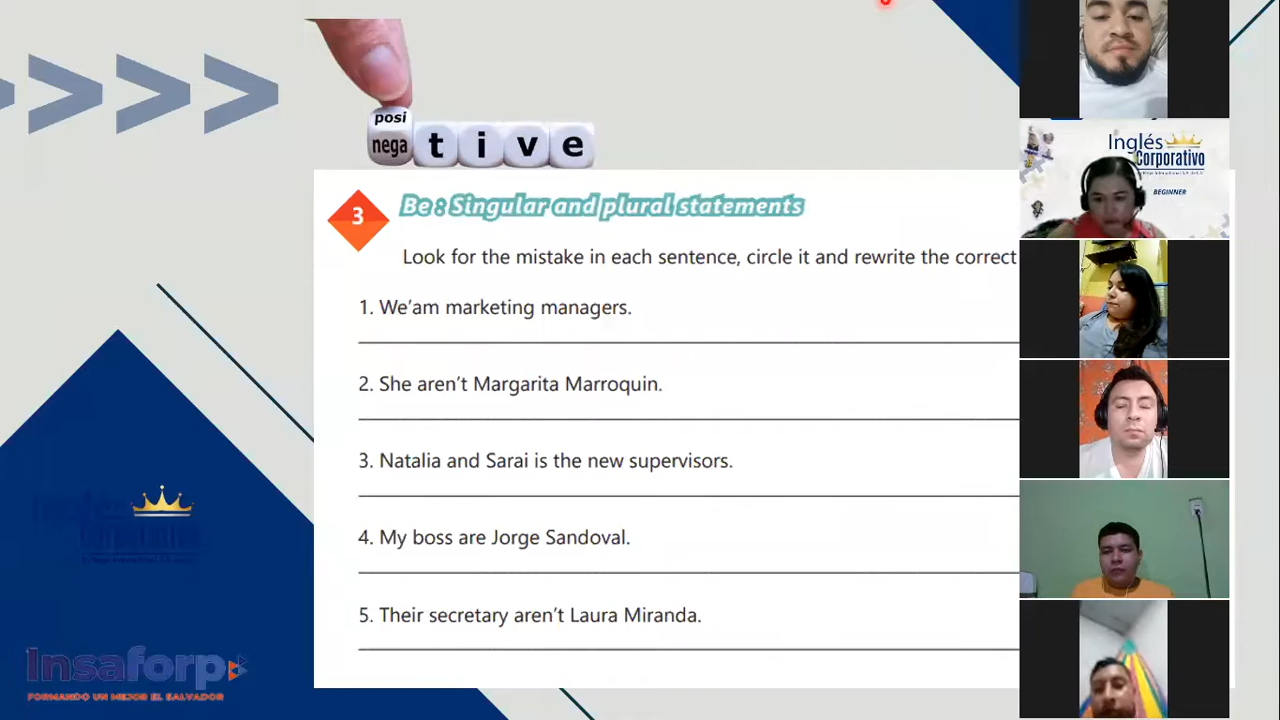 posi
nega t i v e
Inglés
Corporativo
BEGINNER
3
Be : Singular and plural statements
Look for the mistake in each sentence, circle it and rewrite the correct
1. We’am marketing managers.
2. She aren’t Margarita Marroquin.
3. Natalia and Sarai is the new supervisors.
4. My boss are Jorge Sandoval.
5. Their secretary aren’t Laura Miranda.
Insaforp
FORMANDO UN MEJOR EL SALVADOR